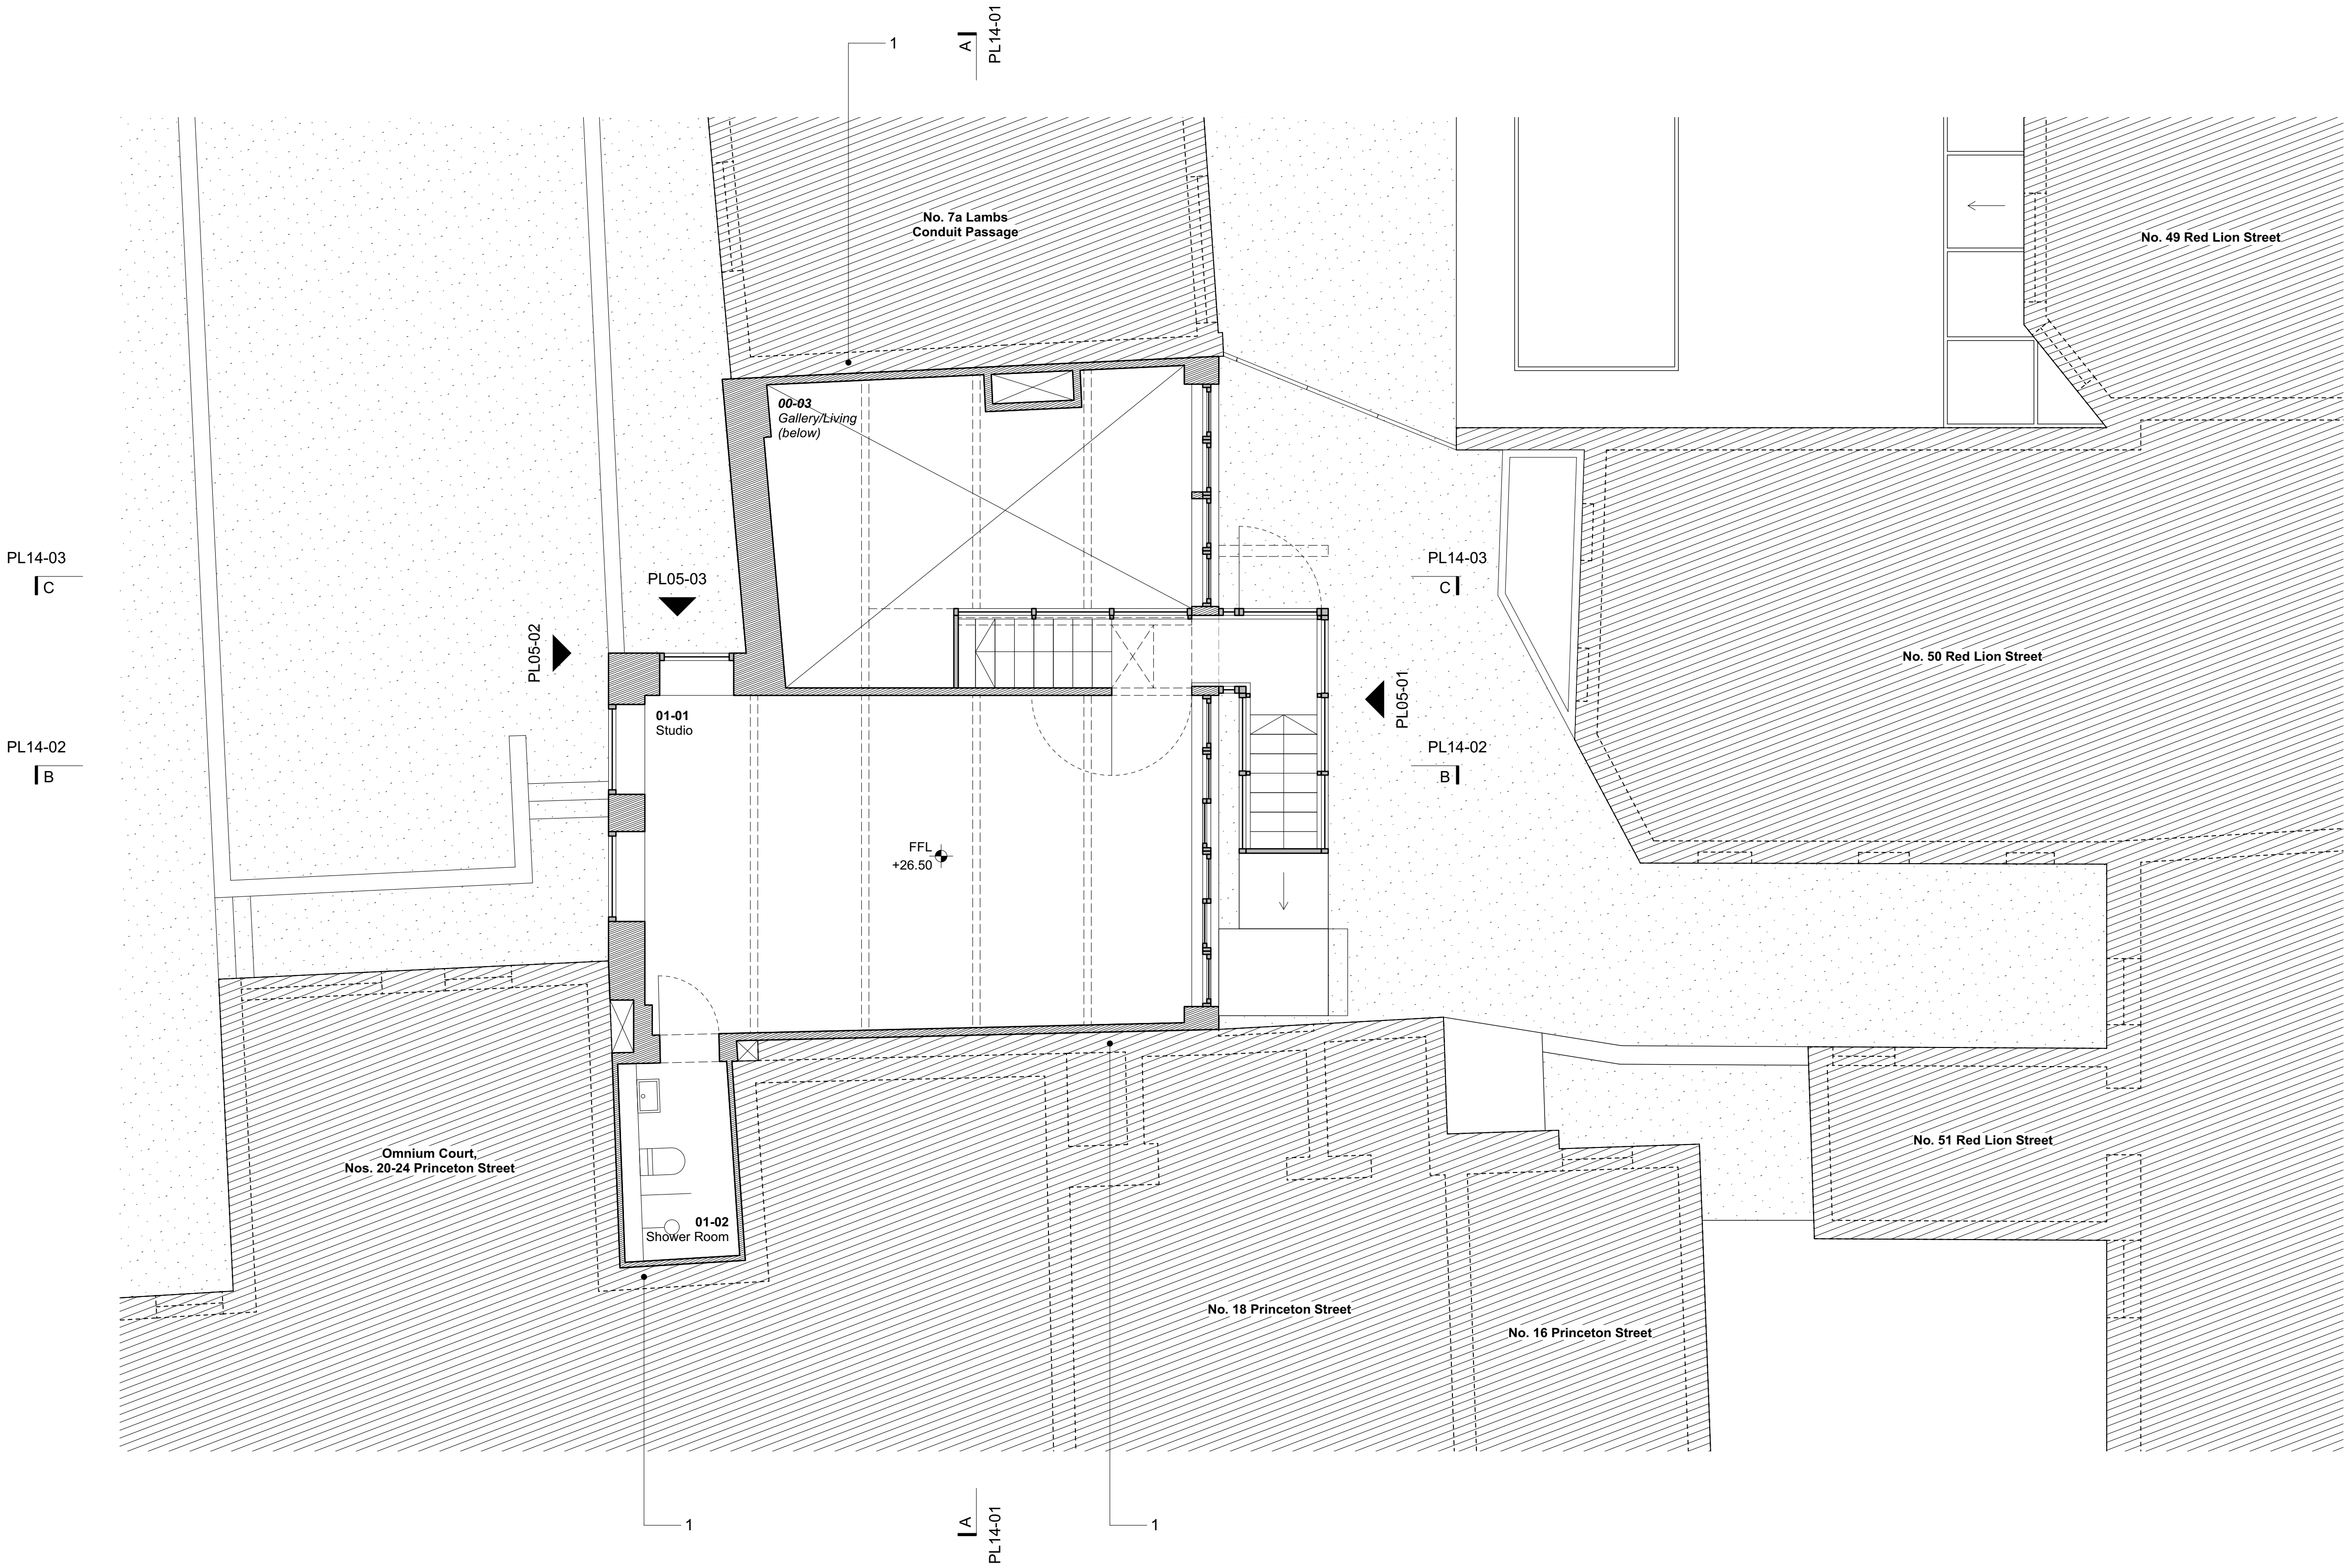 1
A
PL14-01
No. 7a Lambs
Conduit Passage
No. 49 Red Lion Street
00-03
Gallery/Living
(below)
PL14-03
C
PL05-03
PL05-02
PL14-03
C
No. 50 Red Lion Street
PL05-01
01-01
Studio
PL14-02
B
PL14-02
B
FFL
+26.50
Omnium Court,
Nos. 20-24 Princeton Street
No. 51 Red Lion Street
01-02
Shower Room
No. 18 Princeton Street
No. 16 Princeton Street
1
A
PL14-01
1